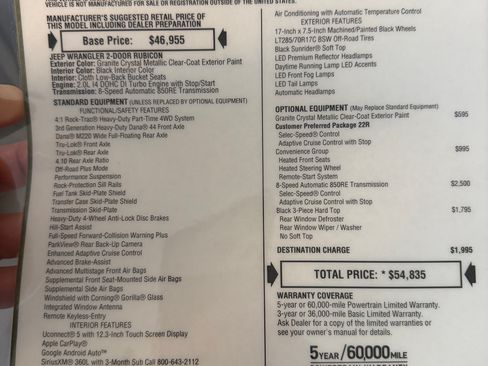 VEHICLE IS NOT MANUFACTURED FOR SALE OR REGISTRATION OUTSIDE OF THE UNITED STATES.
MANUFACTURER'S SUGGESTED RETAIL PRICE OF
THIS MODEL INCLUDING DEALER PREPARATION
Base Price: $46,955
JEEP WRANGLER 2-DOOR RUBICON
Exterior Color: Granite Crystal Metallic Clear-Coat Exterior Paint
Interior Color: Black Interior Color
Interior: Cloth Low-Back Bucket Seats
Engine: 2.0L I4 DOHC DI Turbo Engine with Stop/Start
Transmission: 8-Speed Automatic 850RE Transmission
STANDARD EQUIPMENT (UNLESS REPLACED BY OPTIONAL EQUIPMENT)
FUNCTIONAL/SAFETY FEATURES
4:1 Rock-Trac® Heavy-Duty Part-Time 4WD System
3rd Generation Heavy-Duty Dana® 44 Front Axle
Dana® M220 Wide Full-Floating Rear Axle
Tru-Lok® Front Axle
Tru-Lok® Rear Axle
4.10 Rear Axle Ratio
Off-Road Plus Mode
Performance Suspension
Rock-Protection Sill Rails
Fuel Tank Skid-Plate Shield
Transfer Case Skid-Plate Shield
Transmission Skid-Plate
Heavy-Duty 4-Wheel Anti-Lock Disc Brakes
Hill-Start Assist
Full-Speed Forward-Collision Warning Plus
ParkView® Rear Back-Up Camera
Enhanced Adaptive Cruise Control
Advanced Brake-Assist
Advanced Multistage Front Air Bags
Supplemental Front Seat-Mounted Side Air Bags
Supplemental Side Air Bags
Windshield with Corning® Gorilla® Glass
Integrated Window Antenna
Remote Keyless-Entry
INTERIOR FEATURES
Uconnect® 5 with 12.3-Inch Touch Screen Display
Apple CarPlay®
Google Android Auto™
SiriusXM® 360L with 3-Month Sub Call 800-643-2112
Air Conditioning with Automatic Temperature Control
EXTERIOR FEATURES
17-Inch x 7.5-Inch Machined/Painted Black Wheels
LT285/70R17C BSW Off-Road Tires
Black Sunrider® Soft Top
LED Premium Reflector Headlamps
Daytime Running Lamp LED Accents
LED Front Fog Lamps
LED Tail Lamps
Automatic Headlamps
OPTIONAL EQUIPMENT (May Replace Standard Equipment)
Granite Crystal Metallic Clear-Coat Exterior Paint $595
Customer Preferred Package 22R
Selec-Speed® Control
Adaptive Cruise Control with Stop
Convenience Group $995
Heated Front Seats
Heated Steering Wheel
Remote-Start System
8-Speed Automatic 850RE Transmission $2,500
Selec-Speed® Control
Adaptive Cruise Control with Stop
Black 3-Piece Hard Top $1,795
Rear Window Defroster
Rear Window Wiper / Washer
No Soft Top
DESTINATION CHARGE $1,995
TOTAL PRICE: * $54,835
WARRANTY COVERAGE
5-year or 60,000-mile Powertrain Limited Warranty.
3-year or 36,000-mile Basic Limited Warranty.
Ask Dealer for a copy of the limited warranties or
see your owner's manual for details.
5YEAR/60,000MILE
POWERTRAIN WARRANTY